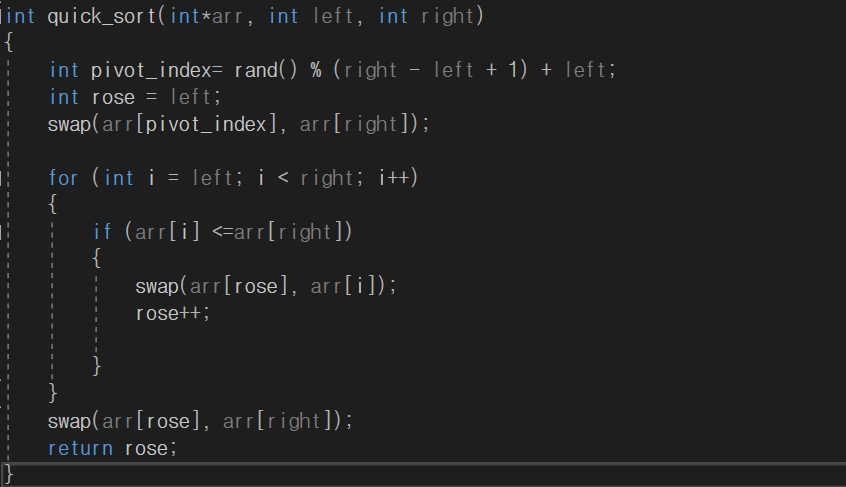 int quick_sort(int*arr, int left, int right)
{
int pivot_index= rand() % (right - left + 1) + left;
int rose = left;
swap(arr[pivot_index], arr[right]);
for (int i = left; i < right; i++)
{
if (arr[i] <=arr[right])
{
swap(arr[rose], arr[i]);
rose++;
}
}
swap(arr[rose], arr[right]);
return rose;
}